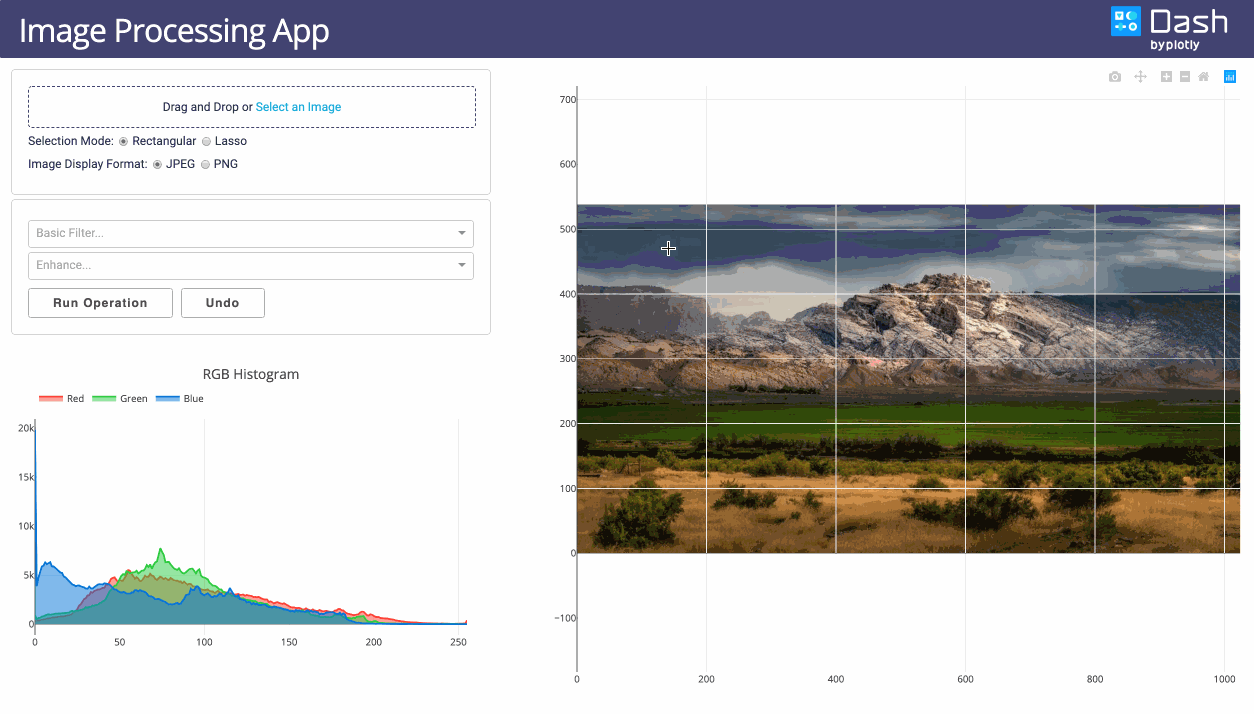 Image Processing App
Dash
by plotly
Drag and Drop or Select an Image
Selection Mode: Rectangular Lasso
Image Display Format: JPEG PNG
Basic Filter...
Enhance...
Run Operation Undo
RGB Histogram
Red Green Blue
20k
15k
10k
5k
0
0 50 100 150 200 250
700
600
500
400
300
200
100
0
−100
0 200 400 600 800 1000